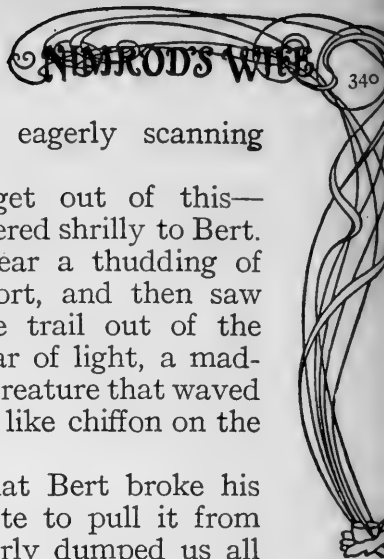 NIMROD'S WIFE
340
eagerly scanning
get out of this—
ered shrilly to Bert.
ear a thudding of
ort, and then saw
e trail out of the
ar of light, a mad-
reature that waved
like chiffon on the
at Bert broke his
te to pull it from
rly dumped us all